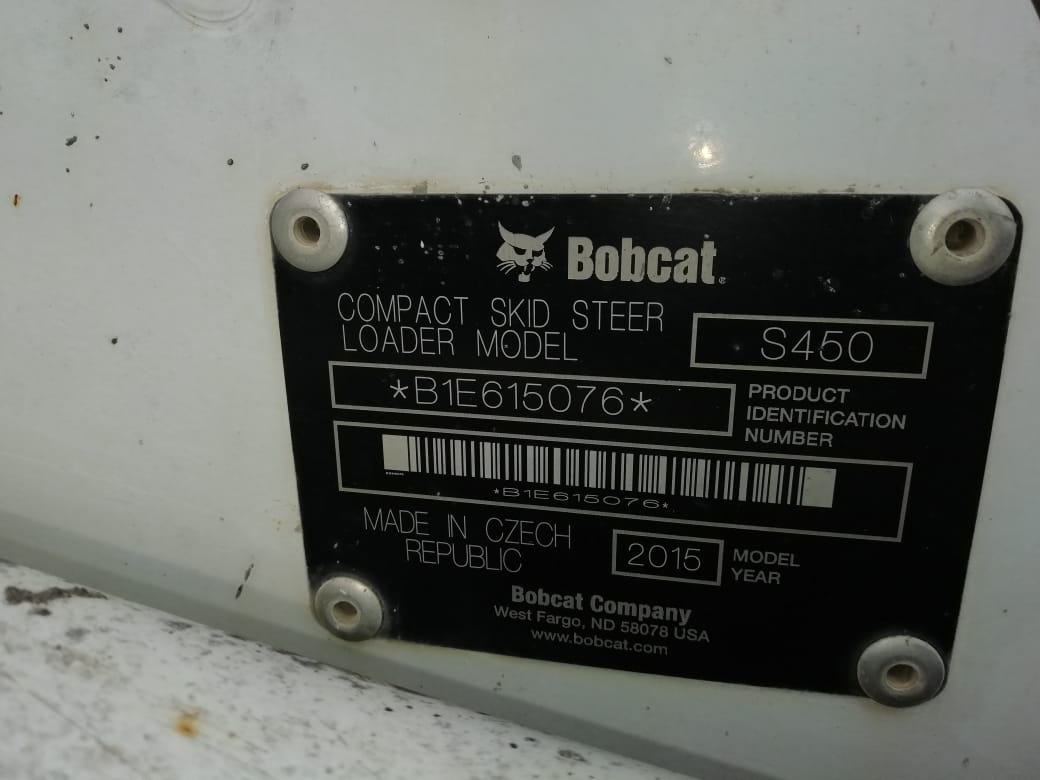 Bobcat®
COMPACT SKID STEER
LOADER MODEL
S450
*B1E615076*
PRODUCT
IDENTIFICATION
NUMBER
*B1E615076*
MADE IN CZECH
REPUBLIC
2015
MODEL
YEAR
Bobcat Company
West Fargo, ND 58078 USA
www.bobcat.com